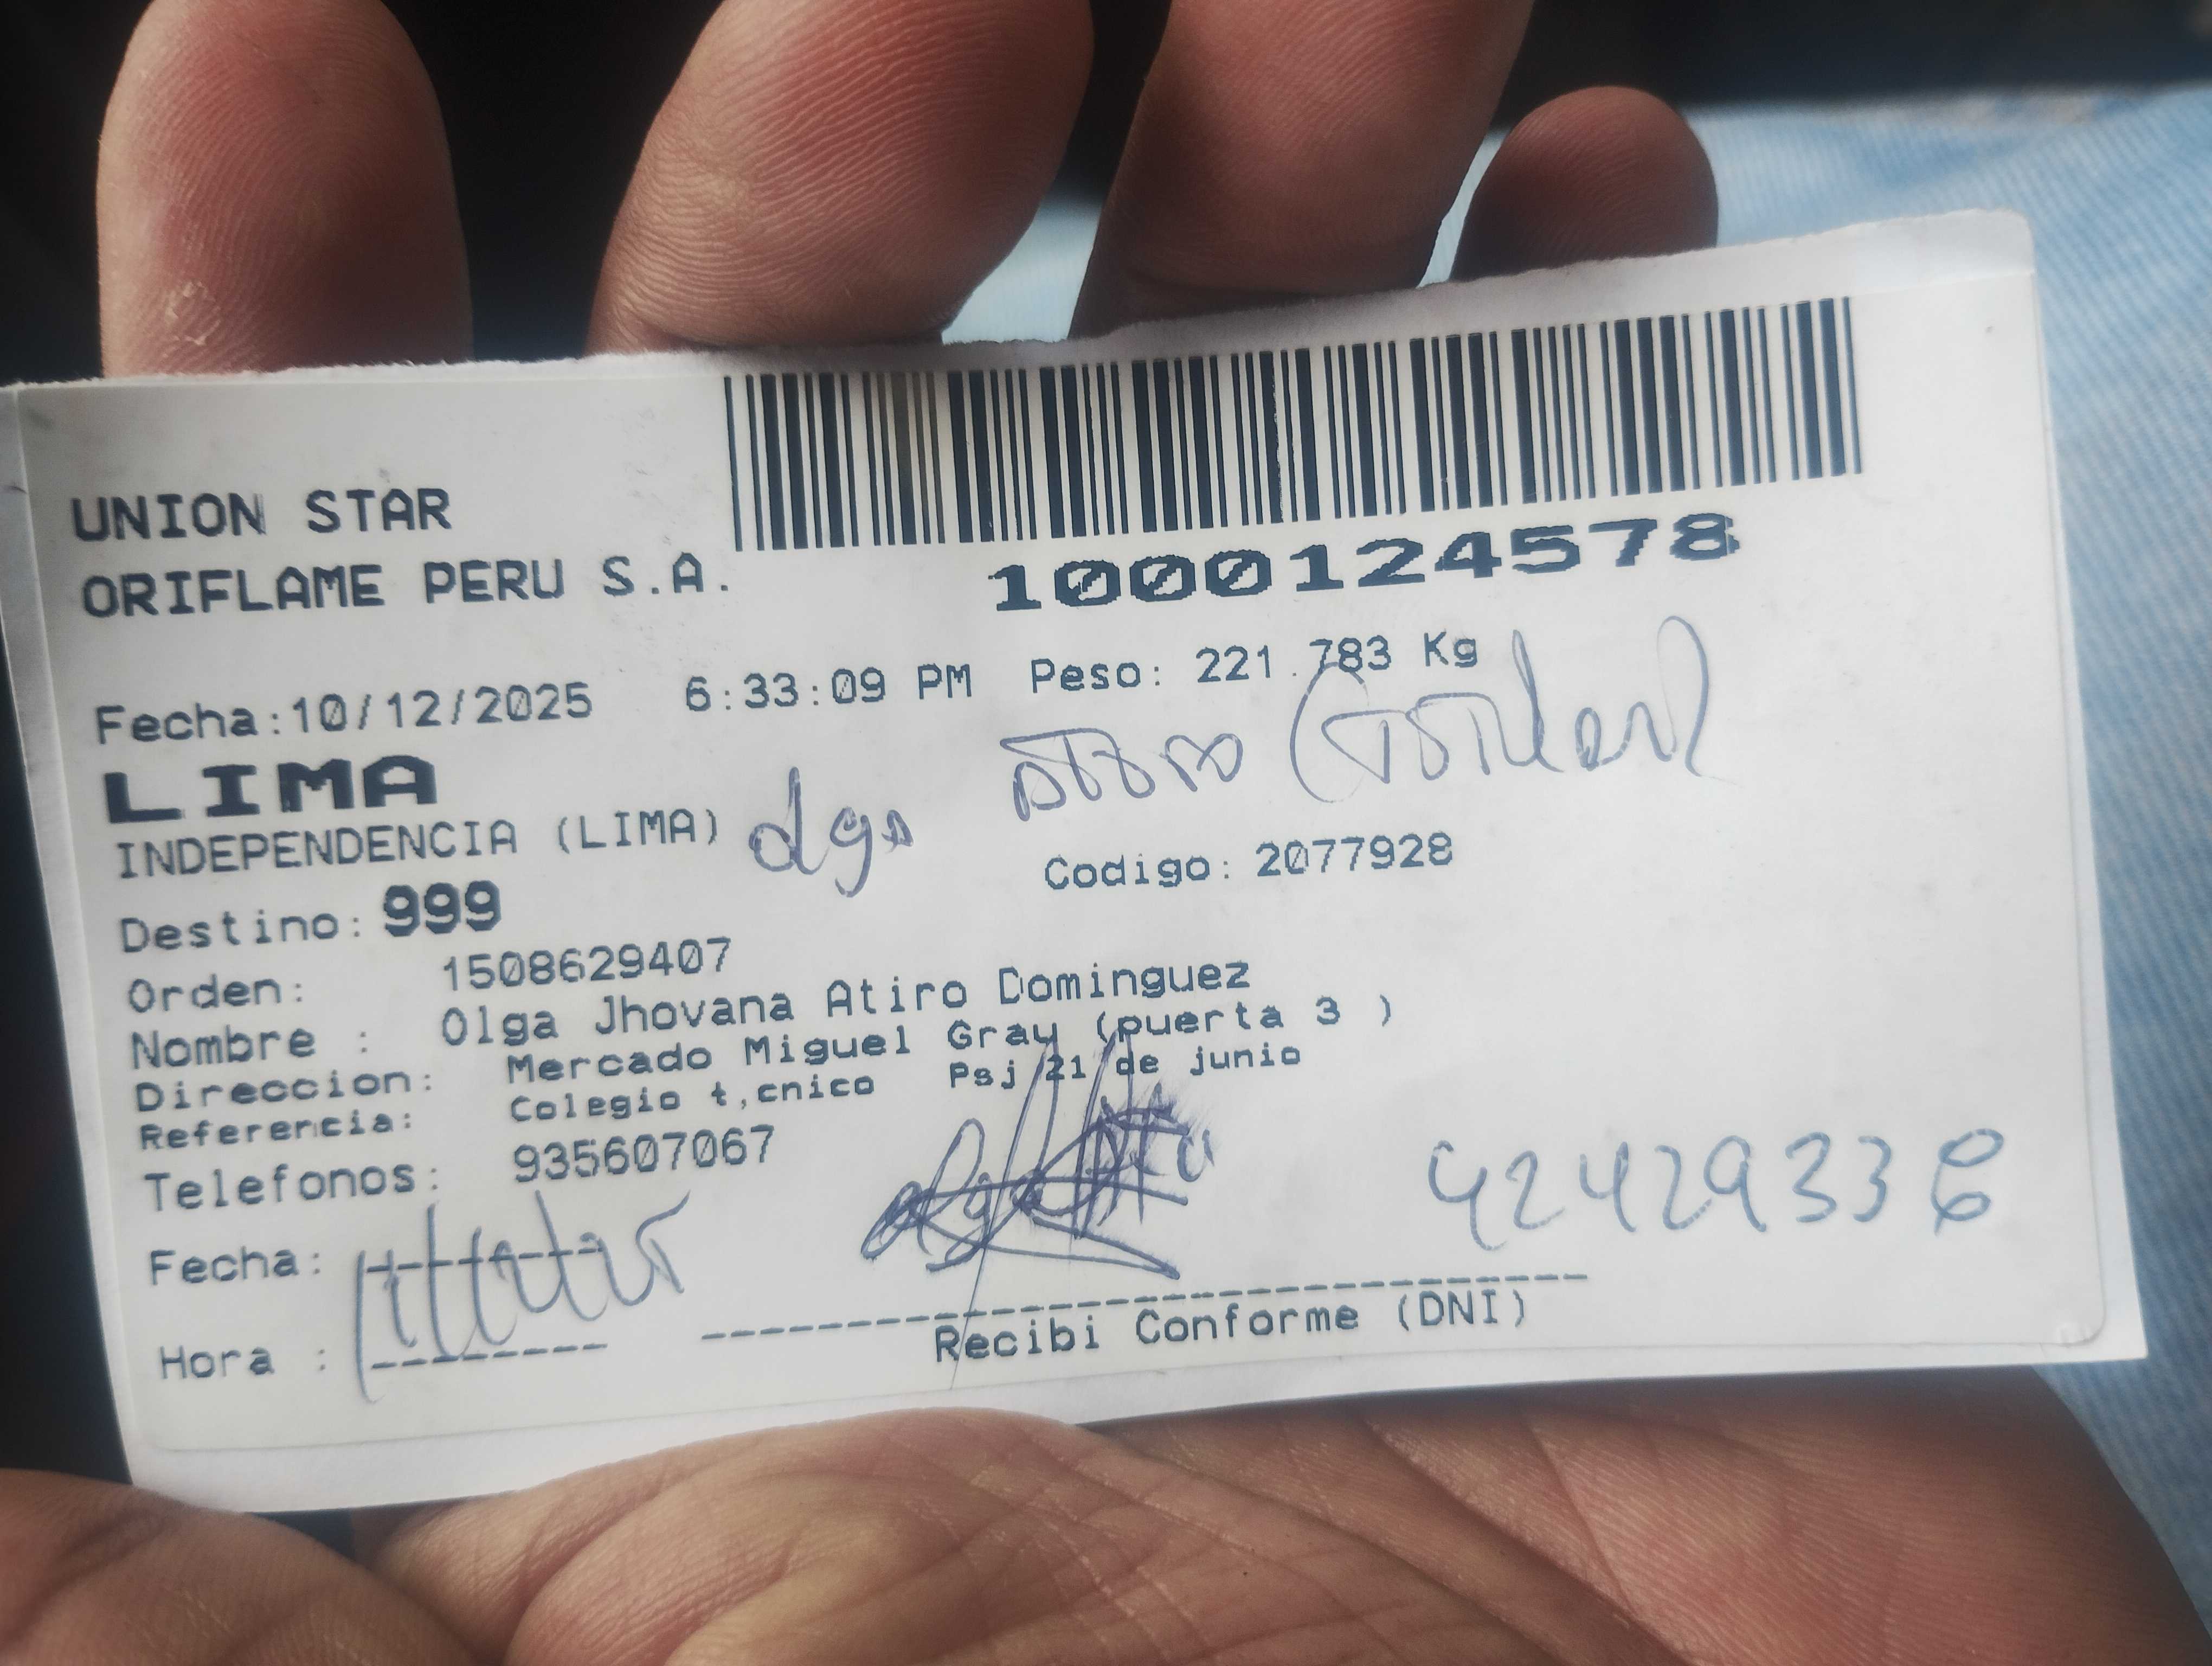 UNION STAR
ORIFLAME PERU S.A.
1000124578
Fecha:10/12/2025 6:33:09 PM Peso: 221.783 Kg
LIMA
INDEPENDENCIA (LIMA)
Codigo: 2077928
Destino: 999
Orden: 1508629407
Nombre : Olga Jhovana Atiro Dominguez
Direccion: Mercado Miguel Gray (puerta 3 )
Referencia: Colegio t,cnico Psj 21 de junio
Telefonos: 935607067
42429336
Fecha:
Hora :
Recibi Conforme (DNI)